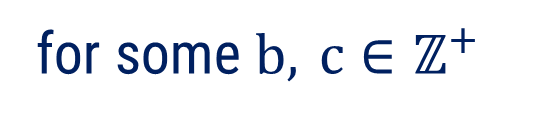 for some b, c ∈ ℤ⁺